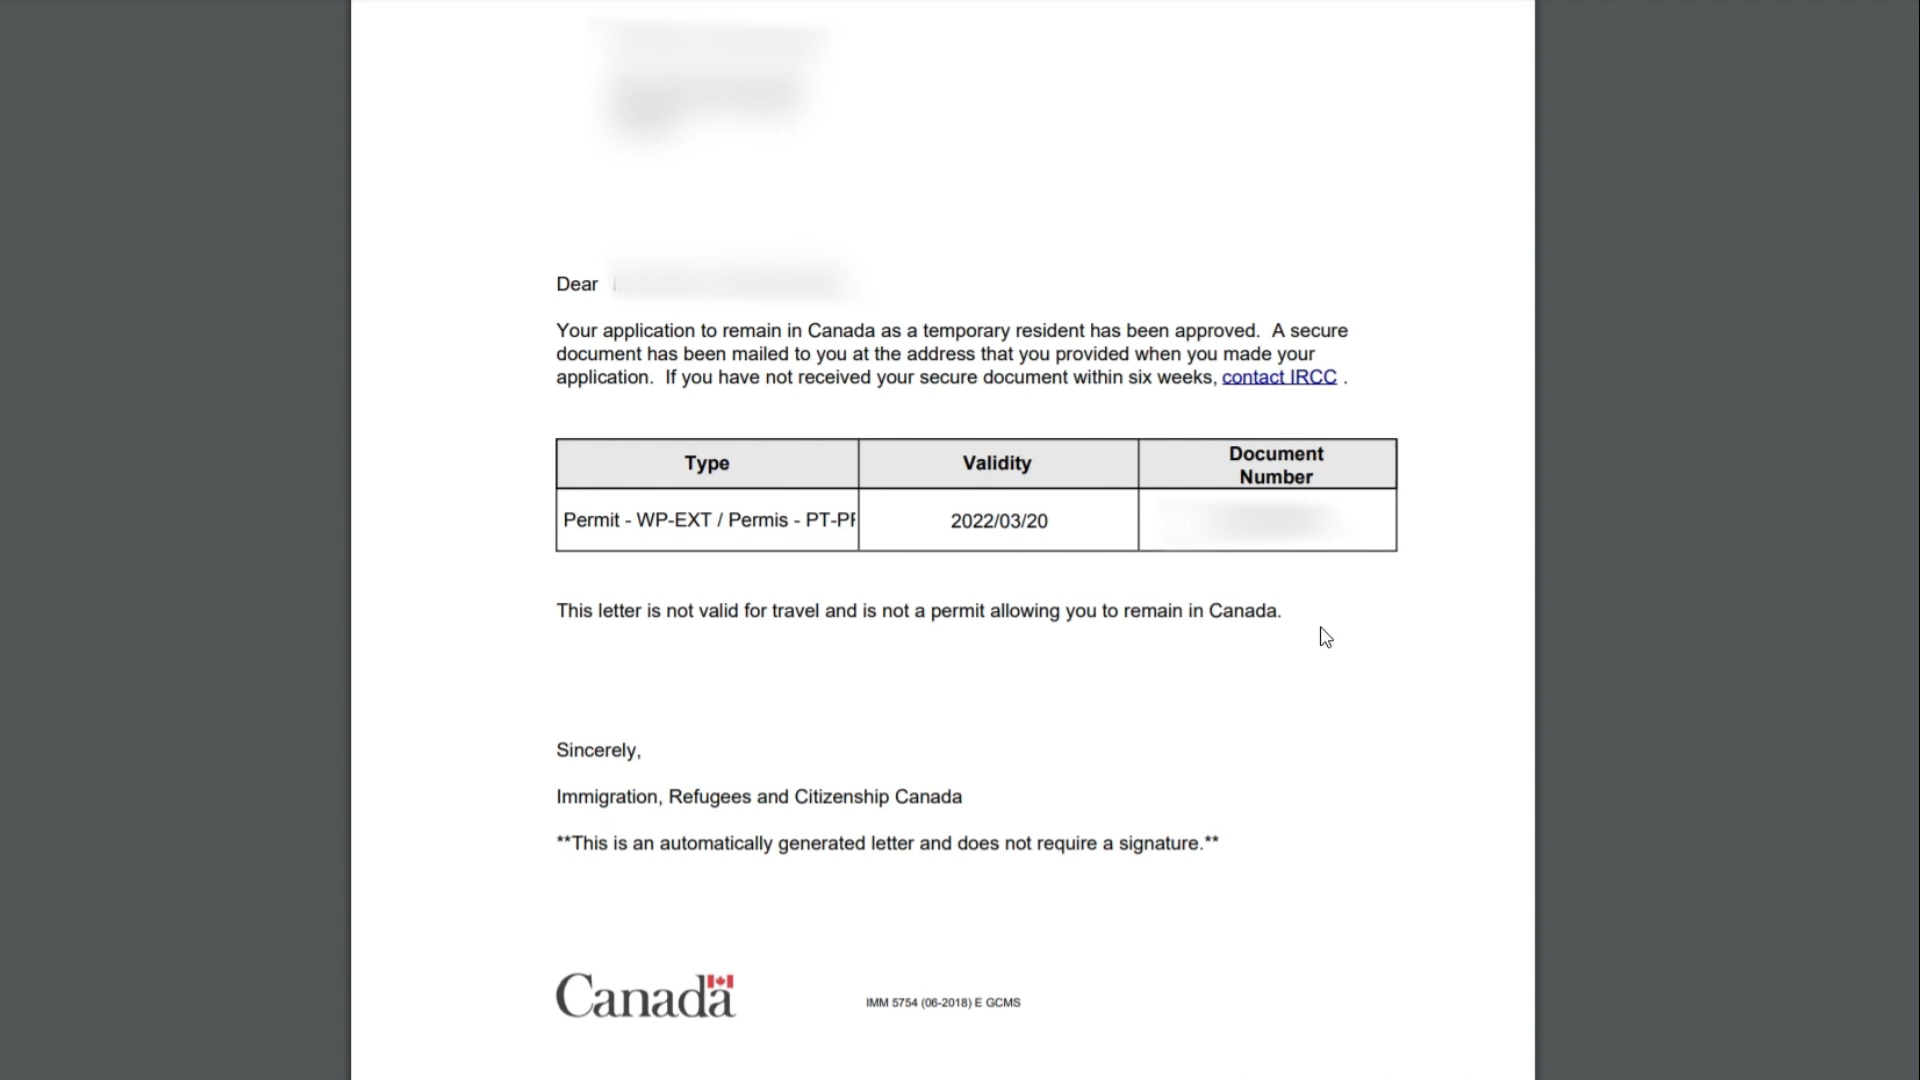 Dear
Your application to remain in Canada as a temporary resident has been approved.  A secure
document has been mailed to you at the address that you provided when you made your
application.  If you have not received your secure document within six weeks, contact IRCC .
Type Validity Document Number
Permit - WP-EXT / Permis - PT-PF 2022/03/20
This letter is not valid for travel and is not a permit allowing you to remain in Canada.
Sincerely,
Immigration, Refugees and Citizenship Canada
**This is an automatically generated letter and does not require a signature.**
Canada
IMM 5754 (06-2018) E GCMS